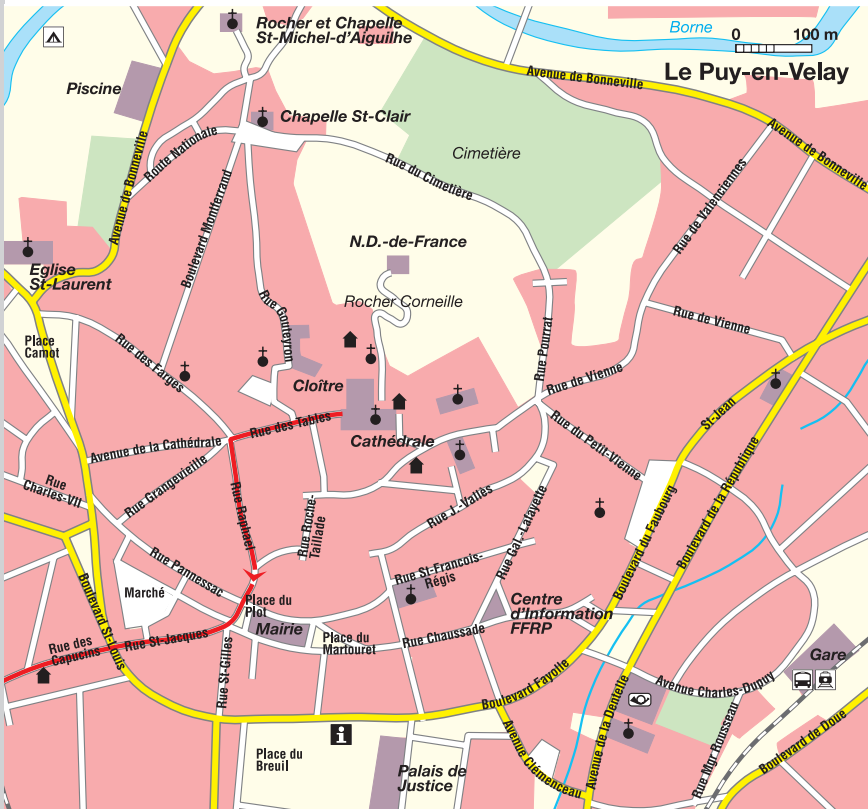 Rocher et Chapelle
St-Michel-d'Aiguilhe
Borne
0 100 m
Le Puy-en-Velay
Avenue de Bonneville
Piscine
Chapelle St-Clair
Avenue de Bonneville
Route Nationale
Cimetière
Rue du Cimetière
Avenue de Bonneville
Boulevard Montferrand
Rue de Valenciennes
N.D.-de-France
Eglise
St-Laurent
Rocher Corneille
Rue Gouteyron
Place
Camot
Rue des Farges
Rue de Vienne
Rue Pourrat
Cloître
Rue de Vienne
Rue des Tables
Cathédrale
Avenue de la Cathédrale
Rue du Petit-Vienne
St-Jean
Rue Grangevieille
Rue
Charles-VII
Rue Raphael
Rue Roche-
Taillade
Rue J.-Vallès
Rue Gal.-Lafayette
Boulevard du Faubourg
Boulevard de la République
Rue Pannessac
Rue St-François-
Régis
Marché
Place du
Plot
Centre
d'Information
FFRP
Boulevard St-Louis
Rue des
Capucins
Rue St-Jacques
Mairie
Place du
Martouret
Rue Chaussade
Rue St-Gilles
Gare
Boulevard Fayolle
Avenue Charles-Dupuy
i
Place du
Breuil
Palais de
Justice
Avenue Clémenceau
Avenue de la Dentelle
Rue Mgr Rousseau
Boulevard de Doue